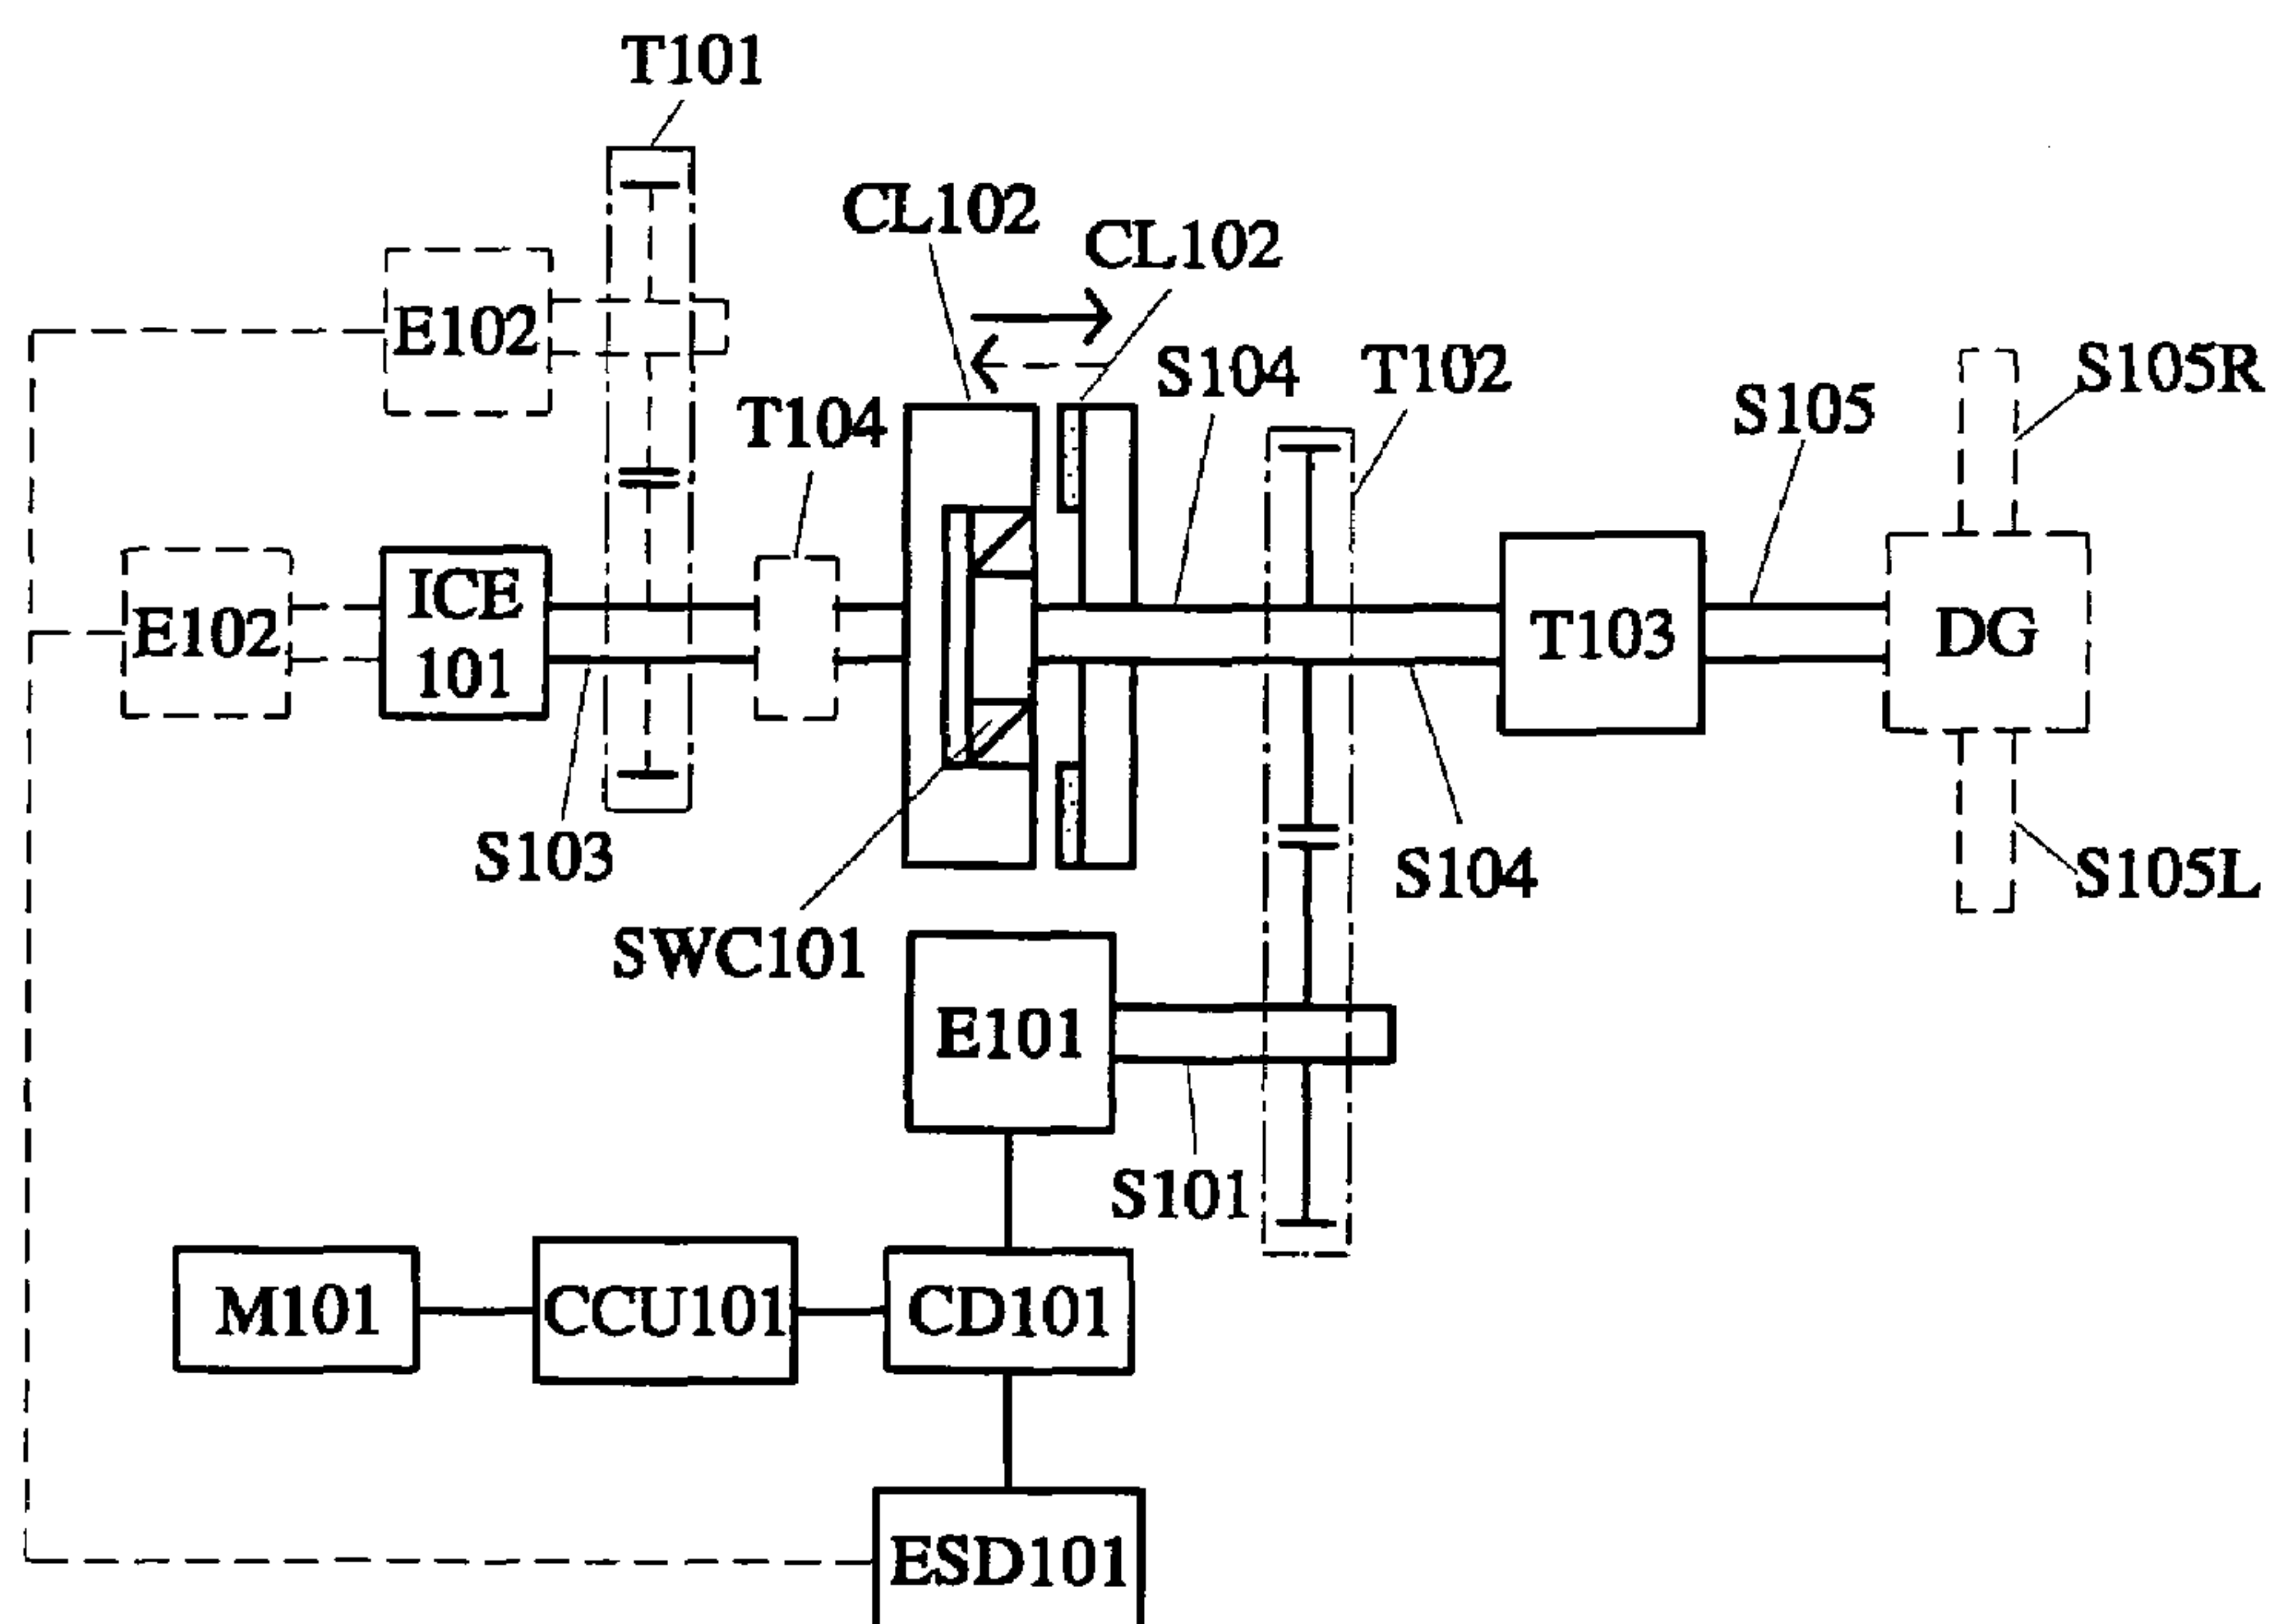 T101
CL102
CL102
E102
S104
T102
S105R
S105
T104
E102
ICE
101
T103
DG
S103
S104
S105L
SWC101
E101
S101
M101
CCU101
CD101
ESD101